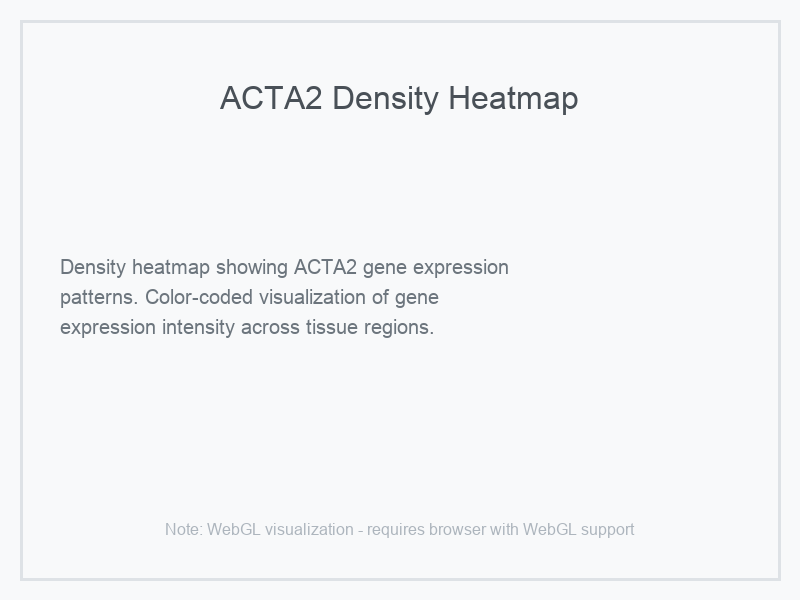 ACTA2 Density Heatmap
Density heatmap showing ACTA2 gene expression
patterns. Color-coded visualization of gene
expression intensity across tissue regions.
Note: WebGL visualization - requires browser with WebGL support